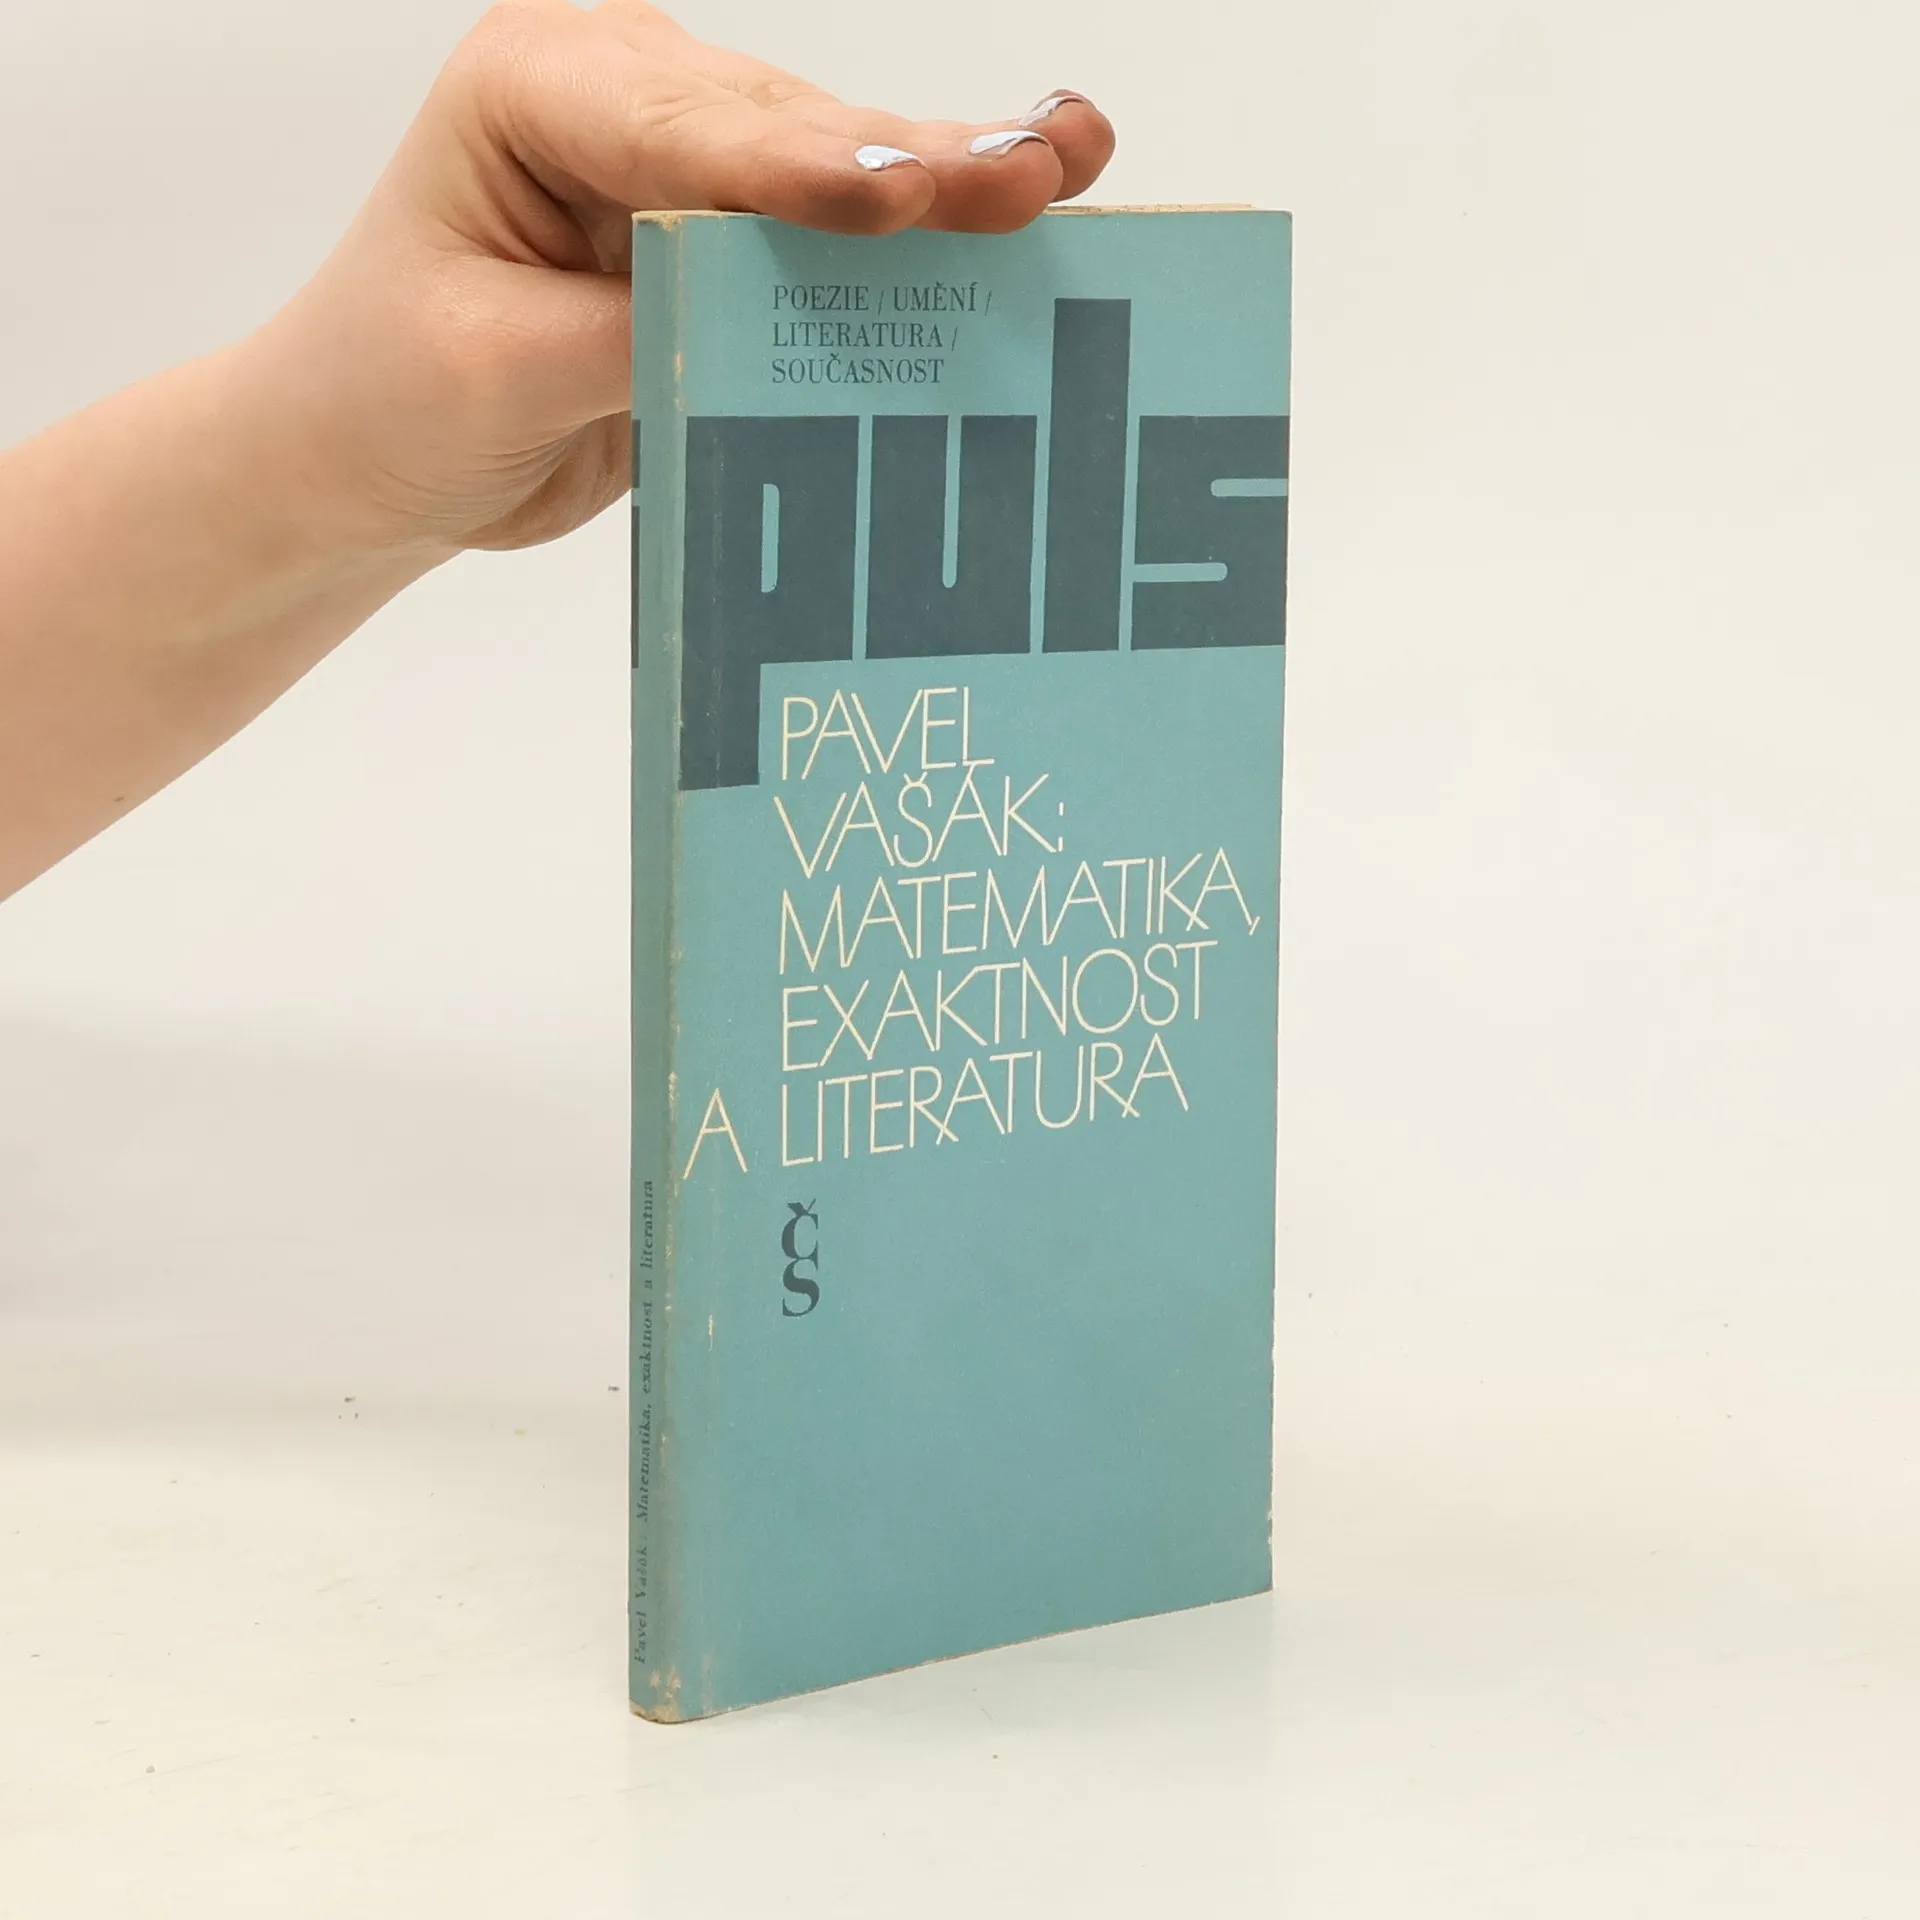 POEZIE / UMĚNÍ /
LITERATURA /
SOUČASNOST
puls
PAVEL
VAŠÁK:
MATEMATIKA,
EXAKTNOST
A LITERATURA
ČS
Pavel Vašák : Matematika, exaktnost a literatura